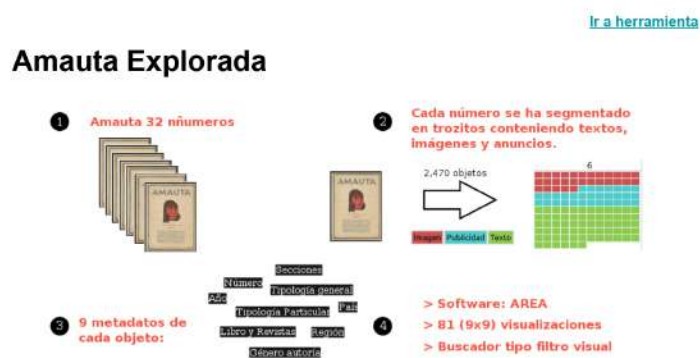 Ir a herramienta
Amauta Explorada
1 Amauta 32 nñumeros
2 Cada número se ha segmentado
en trozitos conteniendo textos,
imágenes y anuncios.
AMAUTA
AMAUTA
2,470 objetos
6
Imagen Publicidad Texto
3 9 metadatos de
cada objeto:
Secciones
Número
Tipología general
Año
País
Tipología Particular
Libro y Revistas
Región
Género autoría
4 > Software: AREA
> 81 (9x9) visualizaciones
> Buscador tipo filtro visual